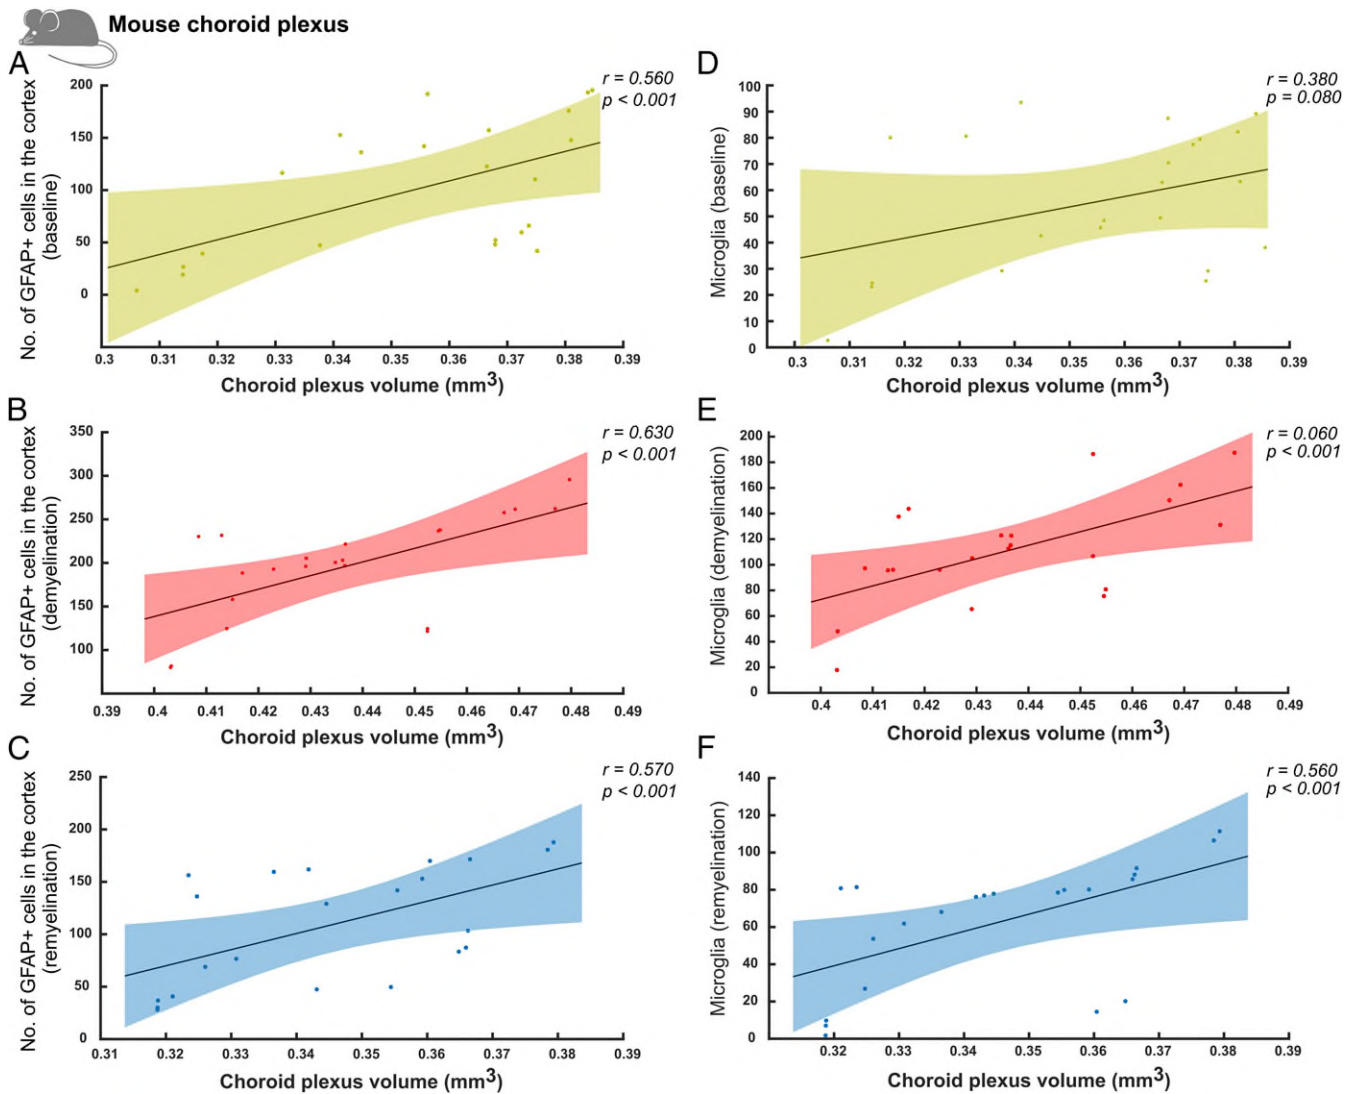 Mouse choroid plexus
A
r = 0.560
p < 0.001
No. of GFAP+ cells in the cortex
(baseline)
200
150
100
50
0
0.3 0.31 0.32 0.33 0.34 0.35 0.36 0.37 0.38 0.39
Choroid plexus volume (mm3)
D
r = 0.380
p = 0.080
Microglia (baseline)
100
90
80
70
60
50
40
30
20
10
0
0.3 0.31 0.32 0.33 0.34 0.35 0.36 0.37 0.38 0.39
Choroid plexus volume (mm3)
B
r = 0.630
p < 0.001
No. of GFAP+ cells in the cortex
(demyelination)
350
300
250
200
150
100
0.39 0.4 0.41 0.42 0.43 0.44 0.45 0.46 0.47 0.48 0.49
Choroid plexus volume (mm3)
E
r = 0.060
p < 0.001
Microglia (demyelination)
200
180
160
140
120
100
80
60
40
20
0
0.4 0.41 0.42 0.43 0.44 0.45 0.46 0.47 0.48 0.49
Choroid plexus volume (mm3)
C
r = 0.570
p < 0.001
No. of GFAP+ cells in the cortex
(remyelination)
250
200
150
100
50
0
0.31 0.32 0.33 0.34 0.35 0.36 0.37 0.38 0.39
Choroid plexus volume (mm3)
F
r = 0.560
p < 0.001
Microglia (remyelination)
140
120
100
80
60
40
20
0
0.32 0.33 0.34 0.35 0.36 0.37 0.38 0.39
Choroid plexus volume (mm3)